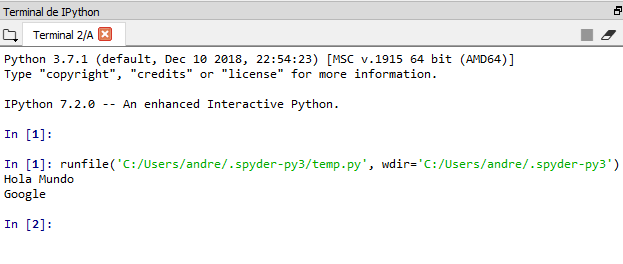 Terminal de IPython
Terminal 2/A
Python 3.7.1 (default, Dec 10 2018, 22:54:23) [MSC v.1915 64 bit (AMD64)]
Type "copyright", "credits" or "license" for more information.
IPython 7.2.0 -- An enhanced Interactive Python.
In [1]:
In [1]: runfile('C:/Users/andre/.spyder-py3/temp.py', wdir='C:/Users/andre/.spyder-py3')
Hola Mundo
Google
In [2]: